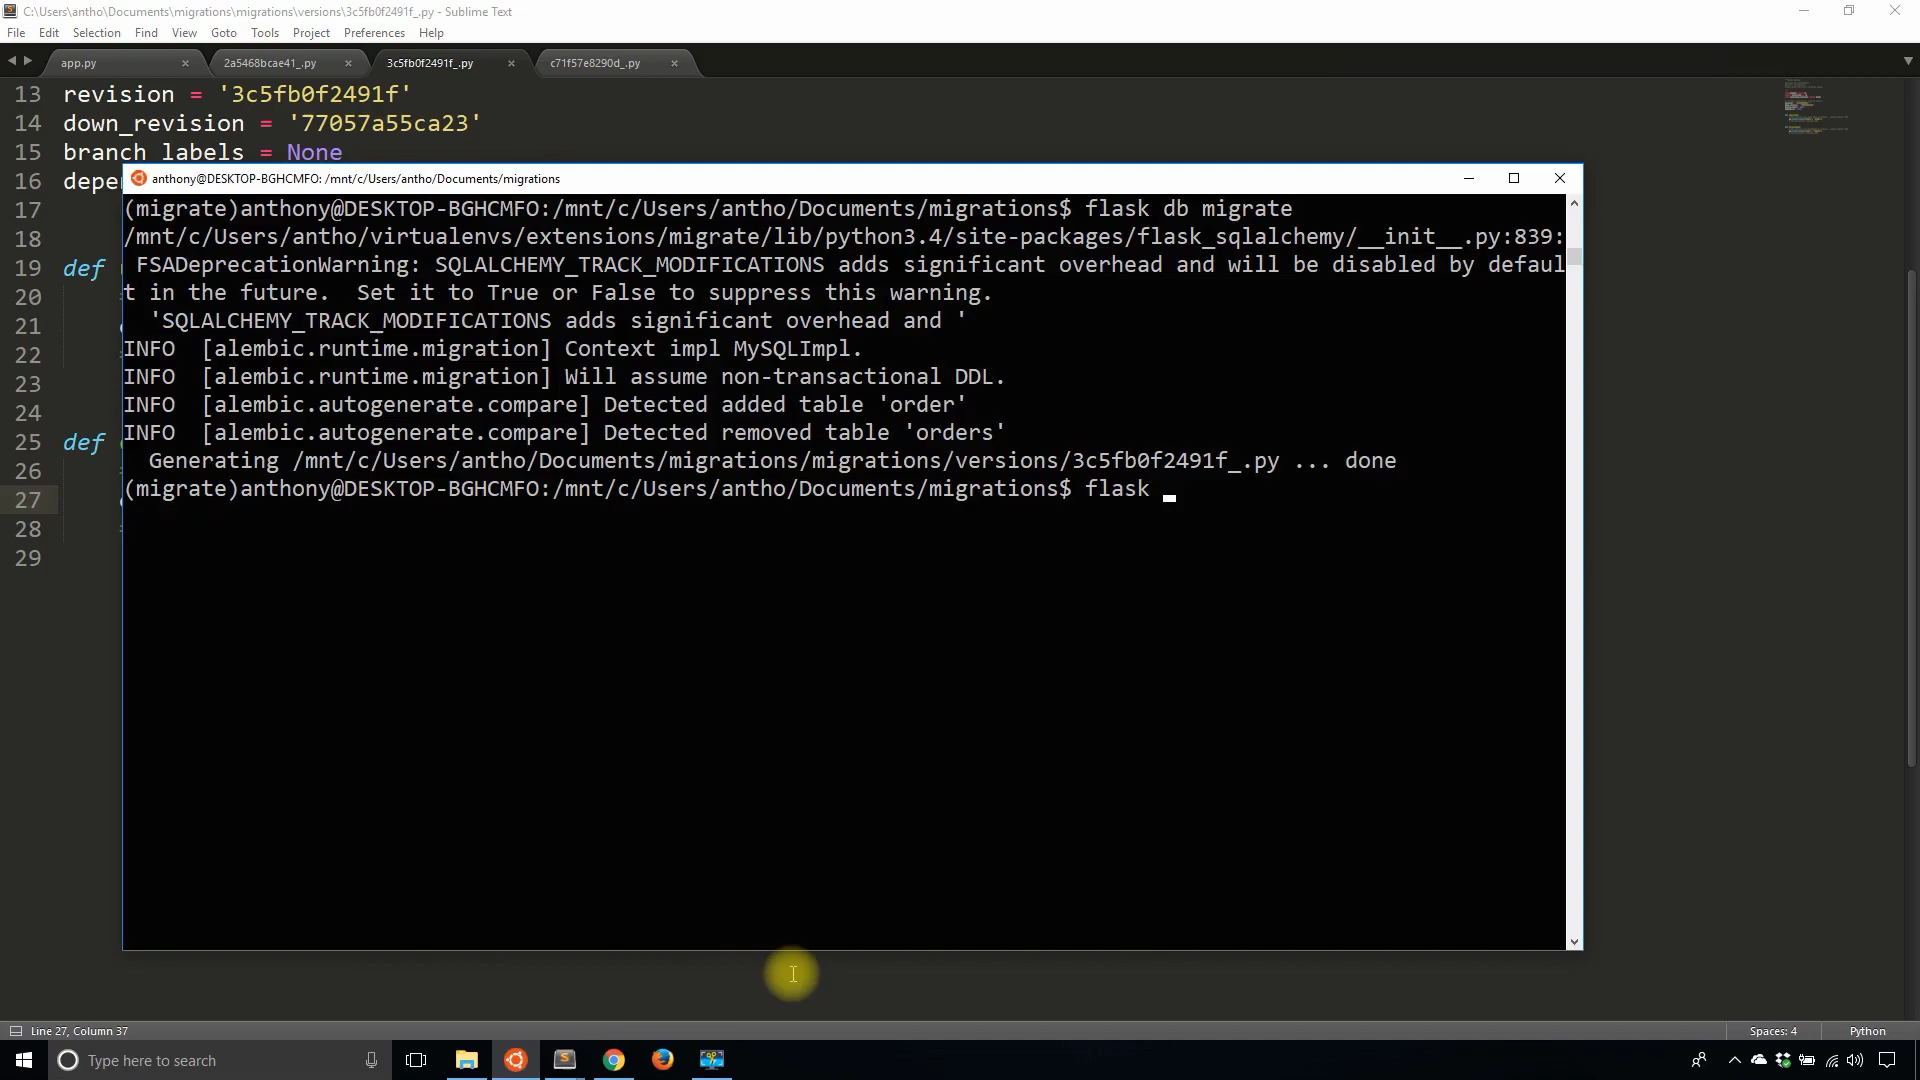 C:\Users\antho\Documents\migrations\migrations\versions\3c5fb0f2491f_.py - Sublime Text
File Edit Selection Find View Goto Tools Project Preferences Help
app.py × 2a5468bcae41_.py × 3c5fb0f2491f_.py × c71f57e8290d_.py ×
13 revision = '3c5fb0f2491f'
14 down_revision = '77057a55ca23'
15 branch_labels = None
16 depe
anthony@DESKTOP-BGHCMFO: /mnt/c/Users/antho/Documents/migrations
(migrate)anthony@DESKTOP-BGHCMFO:/mnt/c/Users/antho/Documents/migrations$ flask db migrate
/mnt/c/Users/antho/virtualenvs/extensions/migrate/lib/python3.4/site-packages/flask_sqlalchemy/__init__.py:839:
FSADeprecationWarning: SQLALCHEMY_TRACK_MODIFICATIONS adds significant overhead and will be disabled by defaul
t in the future.  Set it to True or False to suppress this warning.
'SQLALCHEMY_TRACK_MODIFICATIONS adds significant overhead and '
INFO  [alembic.runtime.migration] Context impl MySQLImpl.
INFO  [alembic.runtime.migration] Will assume non-transactional DDL.
INFO  [alembic.autogenerate.compare] Detected added table 'order'
INFO  [alembic.autogenerate.compare] Detected removed table 'orders'
Generating /mnt/c/Users/antho/Documents/migrations/migrations/versions/3c5fb0f2491f_.py ... done
(migrate)anthony@DESKTOP-BGHCMFO:/mnt/c/Users/antho/Documents/migrations$ flask
17
18
19 def
20
21
22
23
24
25 def
26
27
28
29
Line 27, Column 37 Spaces: 4 Python
Type here to search